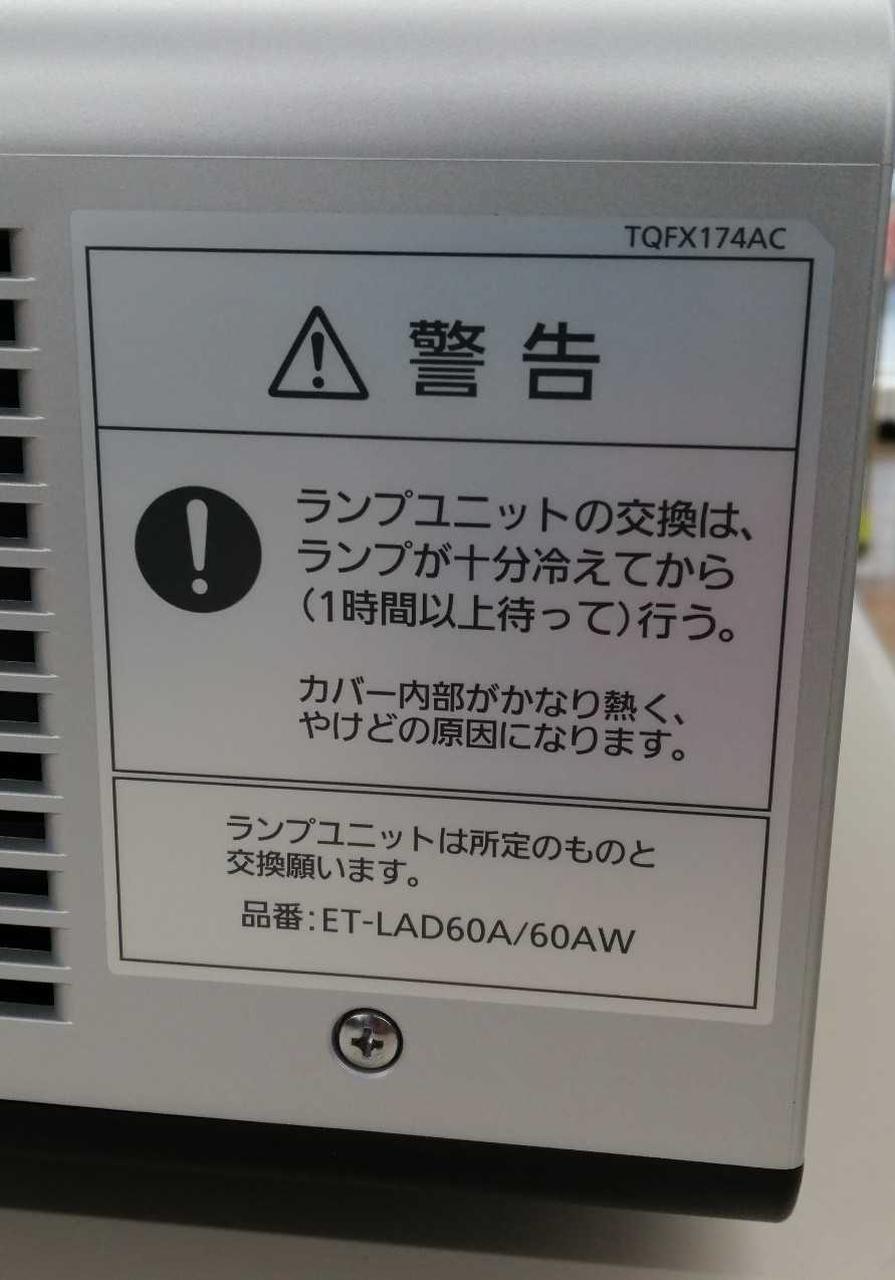 TQFX174AC
警告
ランプユニットの交換は、
ランプが十分冷えてから
(1時間以上待って)行う。
カバー内部がかなり熱く、
やけどの原因になります。
ランプユニットは所定のものと
交換願います。
品番:ET-LAD60A/60AW